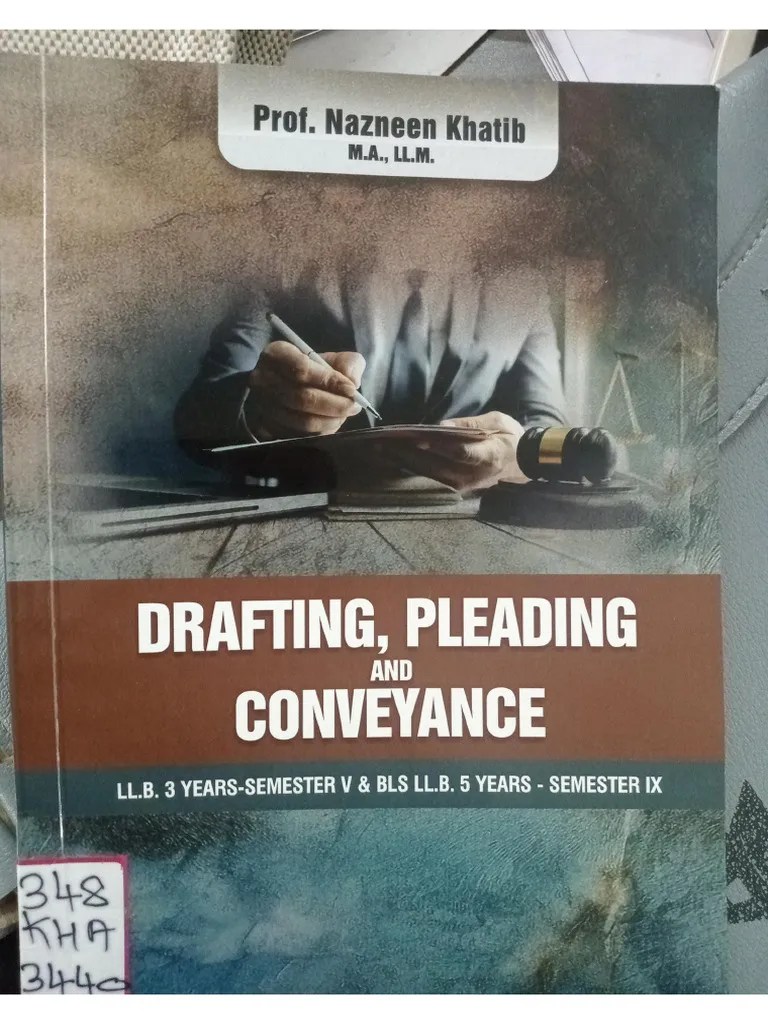 Prof. Nazneen Khatib
M.A., LL.M.
DRAFTING, PLEADING
AND
CONVEYANCE
LL.B. 3 YEARS-SEMESTER V & BLS LL.B. 5 YEARS - SEMESTER IX
348
KHA
3440